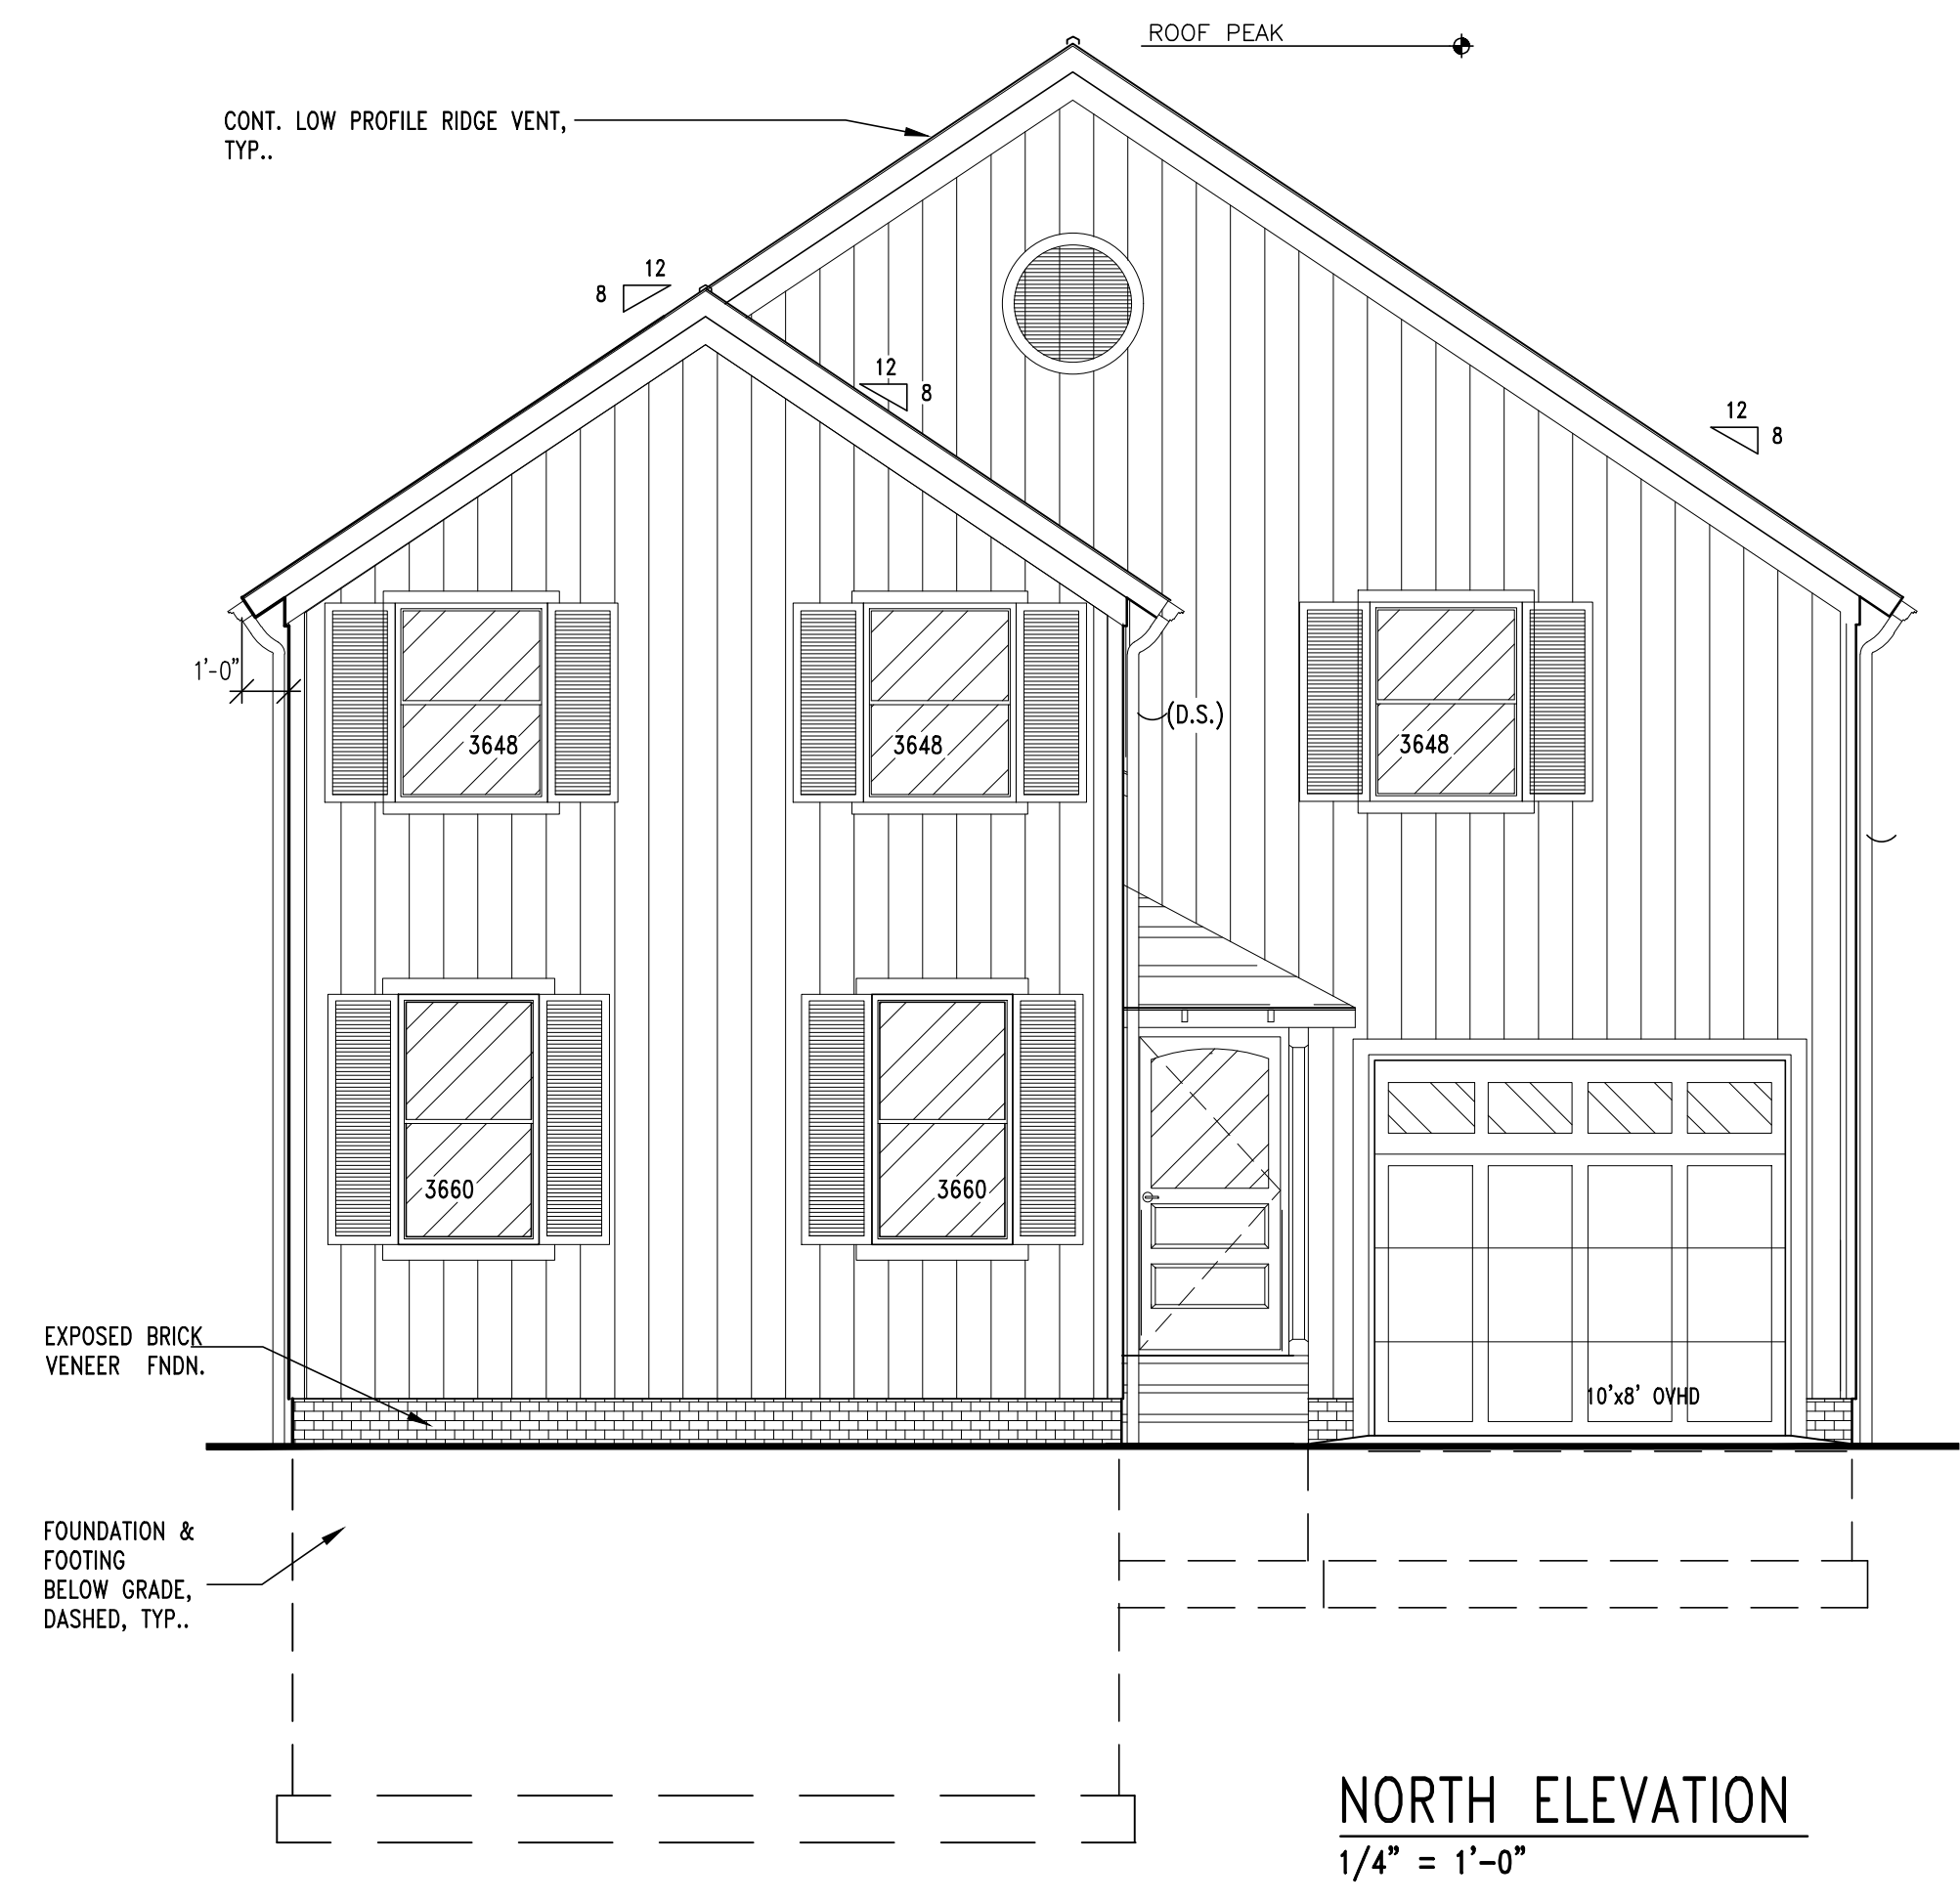 ROOF PEAK
CONT. LOW PROFILE RIDGE VENT,
TYP..
12
8
12
8
12
8
1'-0"
3648
3648
3648
(D.S.)
3660
3660
EXPOSED BRICK
VENEER FNDN.
10'x8' OVHD
FOUNDATION &
FOOTING
BELOW GRADE,
DASHED, TYP..
NORTH ELEVATION
1/4" = 1'-0"